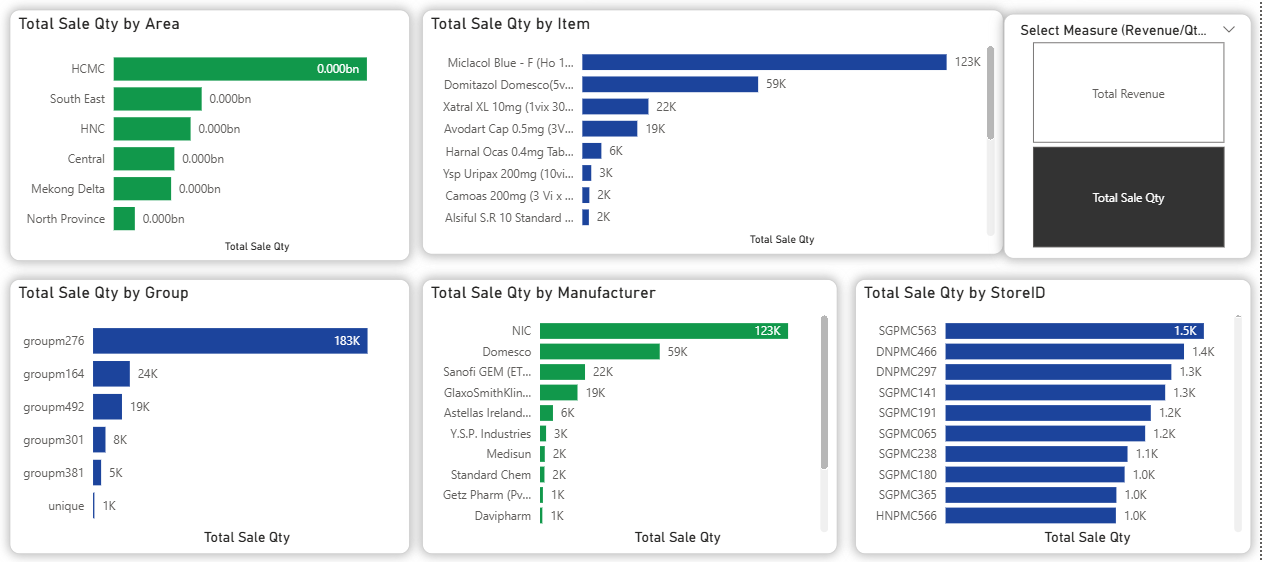 Total Sale Qty by Area
HCMC 0.000bn
South East 0.000bn
HNC 0.000bn
Central 0.000bn
Mekong Delta 0.000bn
North Province 0.000bn
Total Sale Qty
Total Sale Qty by Item
Miclacol Blue - F (Ho 1... 123K
Domitazol Domesco(5v... 59K
Xatral XL 10mg (1vix 30... 22K
Avodart Cap 0.5mg (3V... 19K
Harnal Ocas 0.4mg Tab... 6K
Ysp Uripax 200mg (10vi... 3K
Camoas 200mg (3 Vi x ... 2K
Alsiful S.R 10 Standard ... 2K
Total Sale Qty
Select Measure (Revenue/Qt...
Total Revenue
Total Sale Qty
Total Sale Qty by Group
groupm276 183K
groupm164 24K
groupm492 19K
groupm301 8K
groupm381 5K
unique 1K
Total Sale Qty
Total Sale Qty by Manufacturer
NIC 123K
Domesco 59K
Sanofi GEM (ET... 22K
GlaxoSmithKlin... 19K
Astellas Ireland... 6K
Y.S.P. Industries 3K
Medisun 2K
Standard Chem 2K
Getz Pharm (Pv... 1K
Davipharm 1K
Total Sale Qty
Total Sale Qty by StoreID
SGPMC563 1.5K
DNPMC466 1.4K
DNPMC297 1.3K
SGPMC141 1.3K
SGPMC191 1.2K
SGPMC065 1.2K
SGPMC238 1.1K
SGPMC180 1.0K
SGPMC365 1.0K
HNPMC566 1.0K
Total Sale Qty